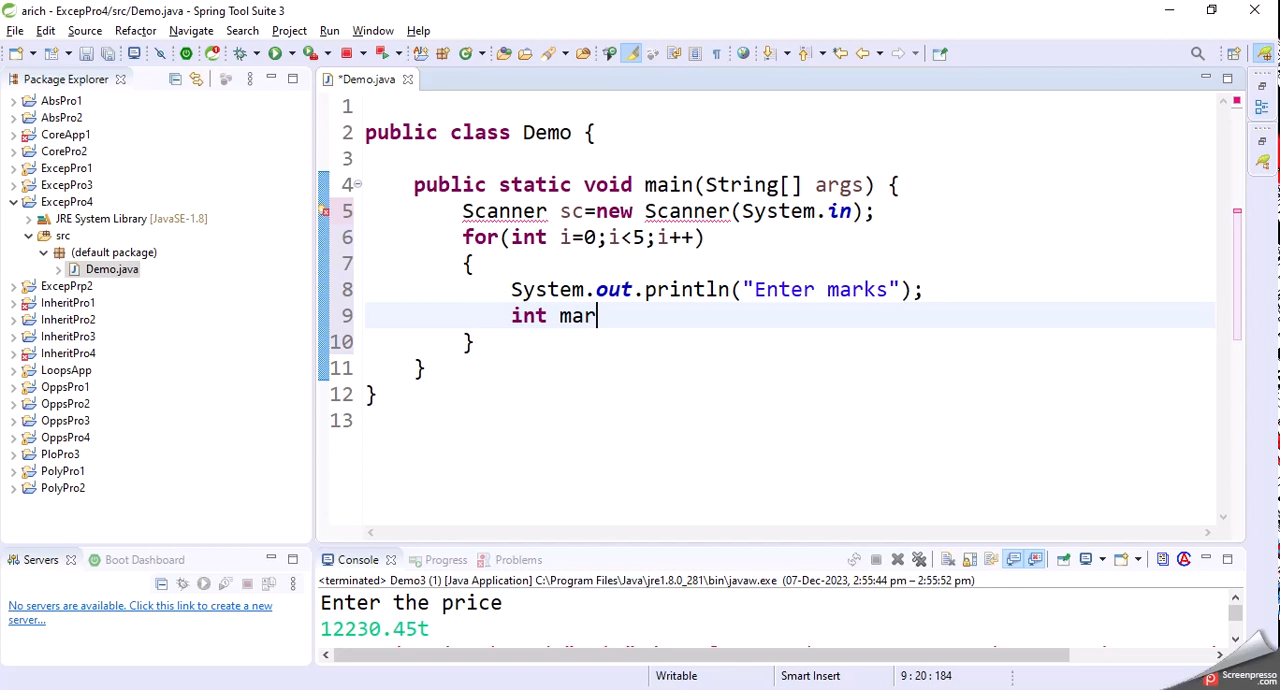 arich - ExcepPro4/src/Demo.java - Spring Tool Suite 3
File Edit Source Refactor Navigate Search Project Run Window Help
Package Explorer
*Demo.java
AbsPro1
AbsPro2
CoreApp1
CorePro2
ExcepPro1
ExcepPro3
ExcepPro4
JRE System Library [JavaSE-1.8]
src
(default package)
Demo.java
ExcepPrp2
InheritPro1
InheritPro2
InheritPro3
InheritPro4
LoopsApp
OppsPro1
OppsPro2
OppsPro3
OppsPro4
PloPro3
PolyPro1
PolyPro2
1
2 public class Demo {
3
4 public static void main(String[] args) {
5 Scanner sc=new Scanner(System.in);
6 for(int i=0;i<5;i++)
7 {
8 System.out.println("Enter marks");
9 int mar
10 }
11 }
12 }
13
Servers
Boot Dashboard
No servers are available. Click this link to create a new
server...
Console
Progress
Problems
<terminated> Demo3 (1) [Java Application] C:\Program Files\Java\jre1.8.0_281\bin\javaw.exe (07-Dec-2023, 2:55:44 pm – 2:55:52 pm)
Enter the price
12230.45t
Writable
Smart Insert
9 : 20 : 184
Screenpresso
.com